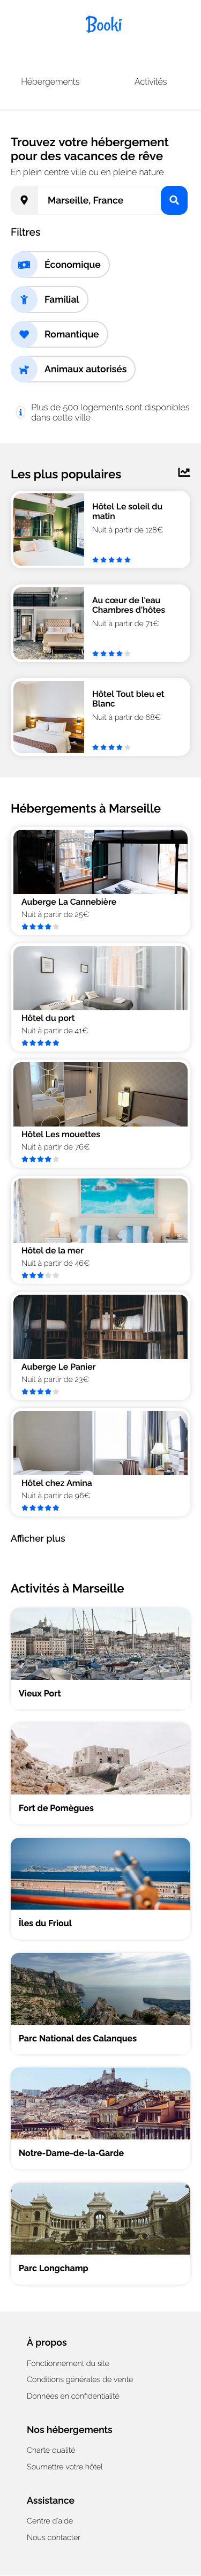 Booki
Hébergements
Activités
Trouvez votre hébergement
pour des vacances de rêve
En plein centre ville ou en pleine nature
Marseille, France
Filtres
Économique
Familial
Romantique
Animaux autorisés
Plus de 500 logements sont disponibles
dans cette ville
Les plus populaires
Hôtel Le soleil du
matin
Nuit à partir de 128€
Au cœur de l'eau
Chambres d'hôtes
Nuit à partir de 71€
Hôtel Tout bleu et
Blanc
Nuit à partir de 68€
Hébergements à Marseille
Auberge La Cannebière
Nuit à partir de 25€
Hôtel du port
Nuit à partir de 41€
Hôtel Les mouettes
Nuit à partir de 76€
Hôtel de la mer
Nuit à partir de 46€
Auberge Le Panier
Nuit à partir de 23€
Hôtel chez Amina
Nuit à partir de 96€
Afficher plus
Activités à Marseille
Vieux Port
Fort de Pomègues
Îles du Frioul
Parc National des Calanques
Notre-Dame-de-la-Garde
Parc Longchamp
À propos
Fonctionnement du site
Conditions générales de vente
Données en confidentialité
Nos hébergements
Charte qualité
Soumettre votre hôtel
Assistance
Centre d'aide
Nous contacter